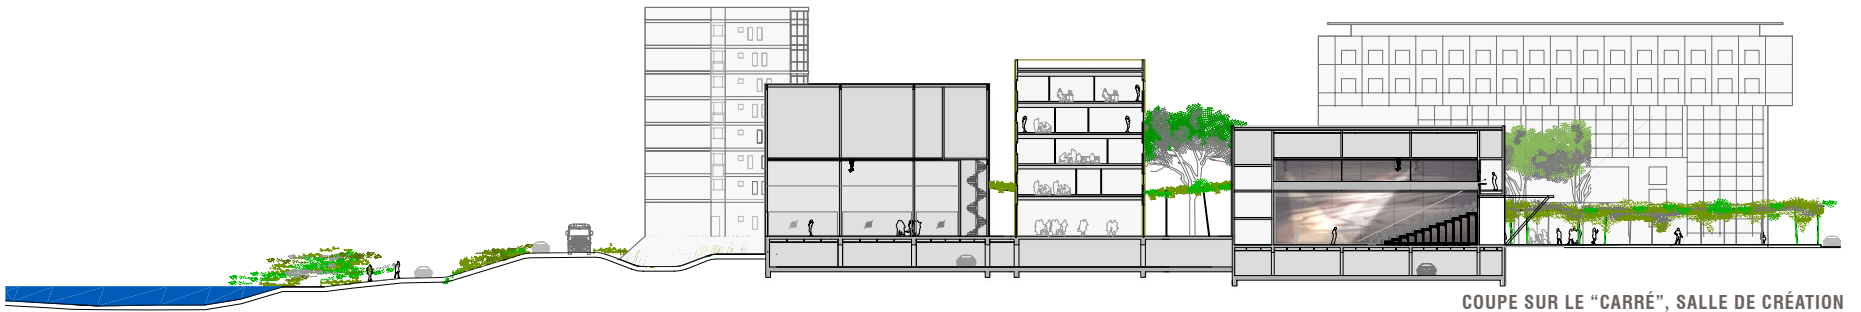 COUPE SUR LE “CARRÉ”, SALLE DE CRÉATION